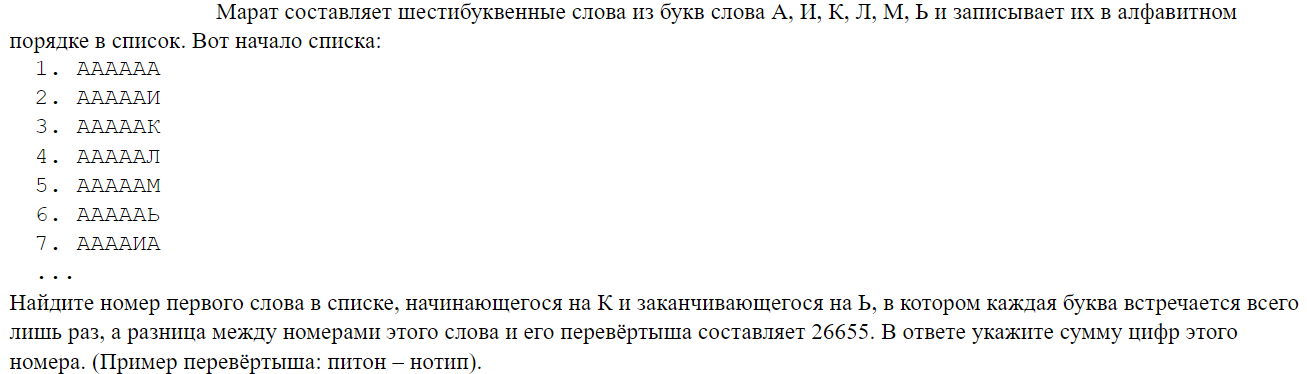 Марат составляет шестибуквенные слова из букв слова А, И, К, Л, М, Ь и записывает их в алфавитном
порядке в список. Вот начало списка:
1. АААААА
2. АААААИ
3. АААААК
4. АААААЛ
5. АААААМ
6. АААААЬ
7. ААААИА
...
Найдите номер первого слова в списке, начинающегося на К и заканчивающегося на Ь, в котором каждая буква встречается всего
лишь раз, а разница между номерами этого слова и его перевёртыша составляет 26655. В ответе укажите сумму цифр этого
номера. (Пример перевёртыша: питон – нотип).